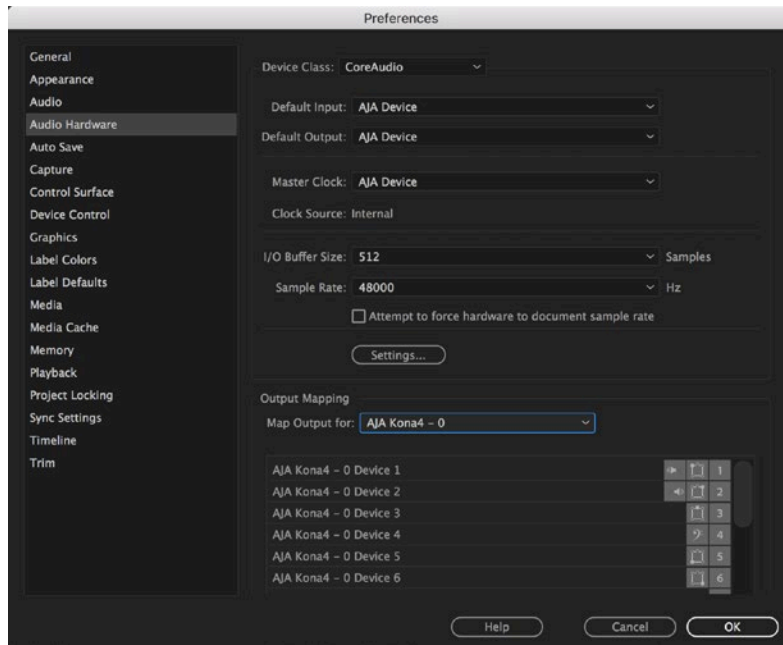 Preferences
General
Appearance
Audio
Audio Hardware
Auto Save
Capture
Control Surface
Device Control
Graphics
Label Colors
Label Defaults
Media
Media Cache
Memory
Playback
Project Locking
Sync Settings
Timeline
Trim
Device Class: CoreAudio
Default Input: AJA Device
Default Output: AJA Device
Master Clock: AJA Device
Clock Source: Internal
I/O Buffer Size: 512 Samples
Sample Rate: 48000 Hz
Attempt to force hardware to document sample rate
Settings...
Output Mapping
Map Output for: AJA Kona4 – 0
AJA Kona4 – 0 Device 1 1
AJA Kona4 – 0 Device 2 2
AJA Kona4 – 0 Device 3 3
AJA Kona4 – 0 Device 4 4
AJA Kona4 – 0 Device 5 5
AJA Kona4 – 0 Device 6 6
Help Cancel OK